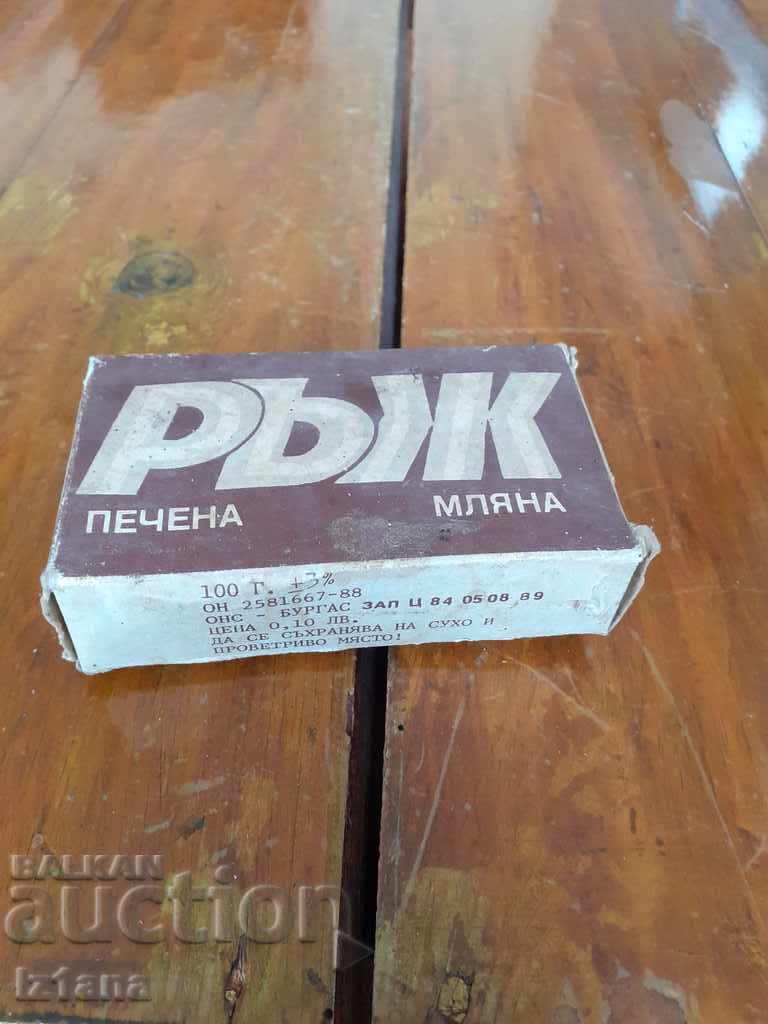 РЪЖ
ПЕЧЕНА МЛЯНА
100 Г. ±3%
ОН 2581667-88
ОНС - БУРГАС ЗАП Ц 84 05 08 89
ЦЕНА 0,10 ЛВ.
ДА СЕ СЪХРАНЯВА НА СУХО И
ПРОВЕТРИВО МЯСТО!
BALKAN
auction
Iz1ana